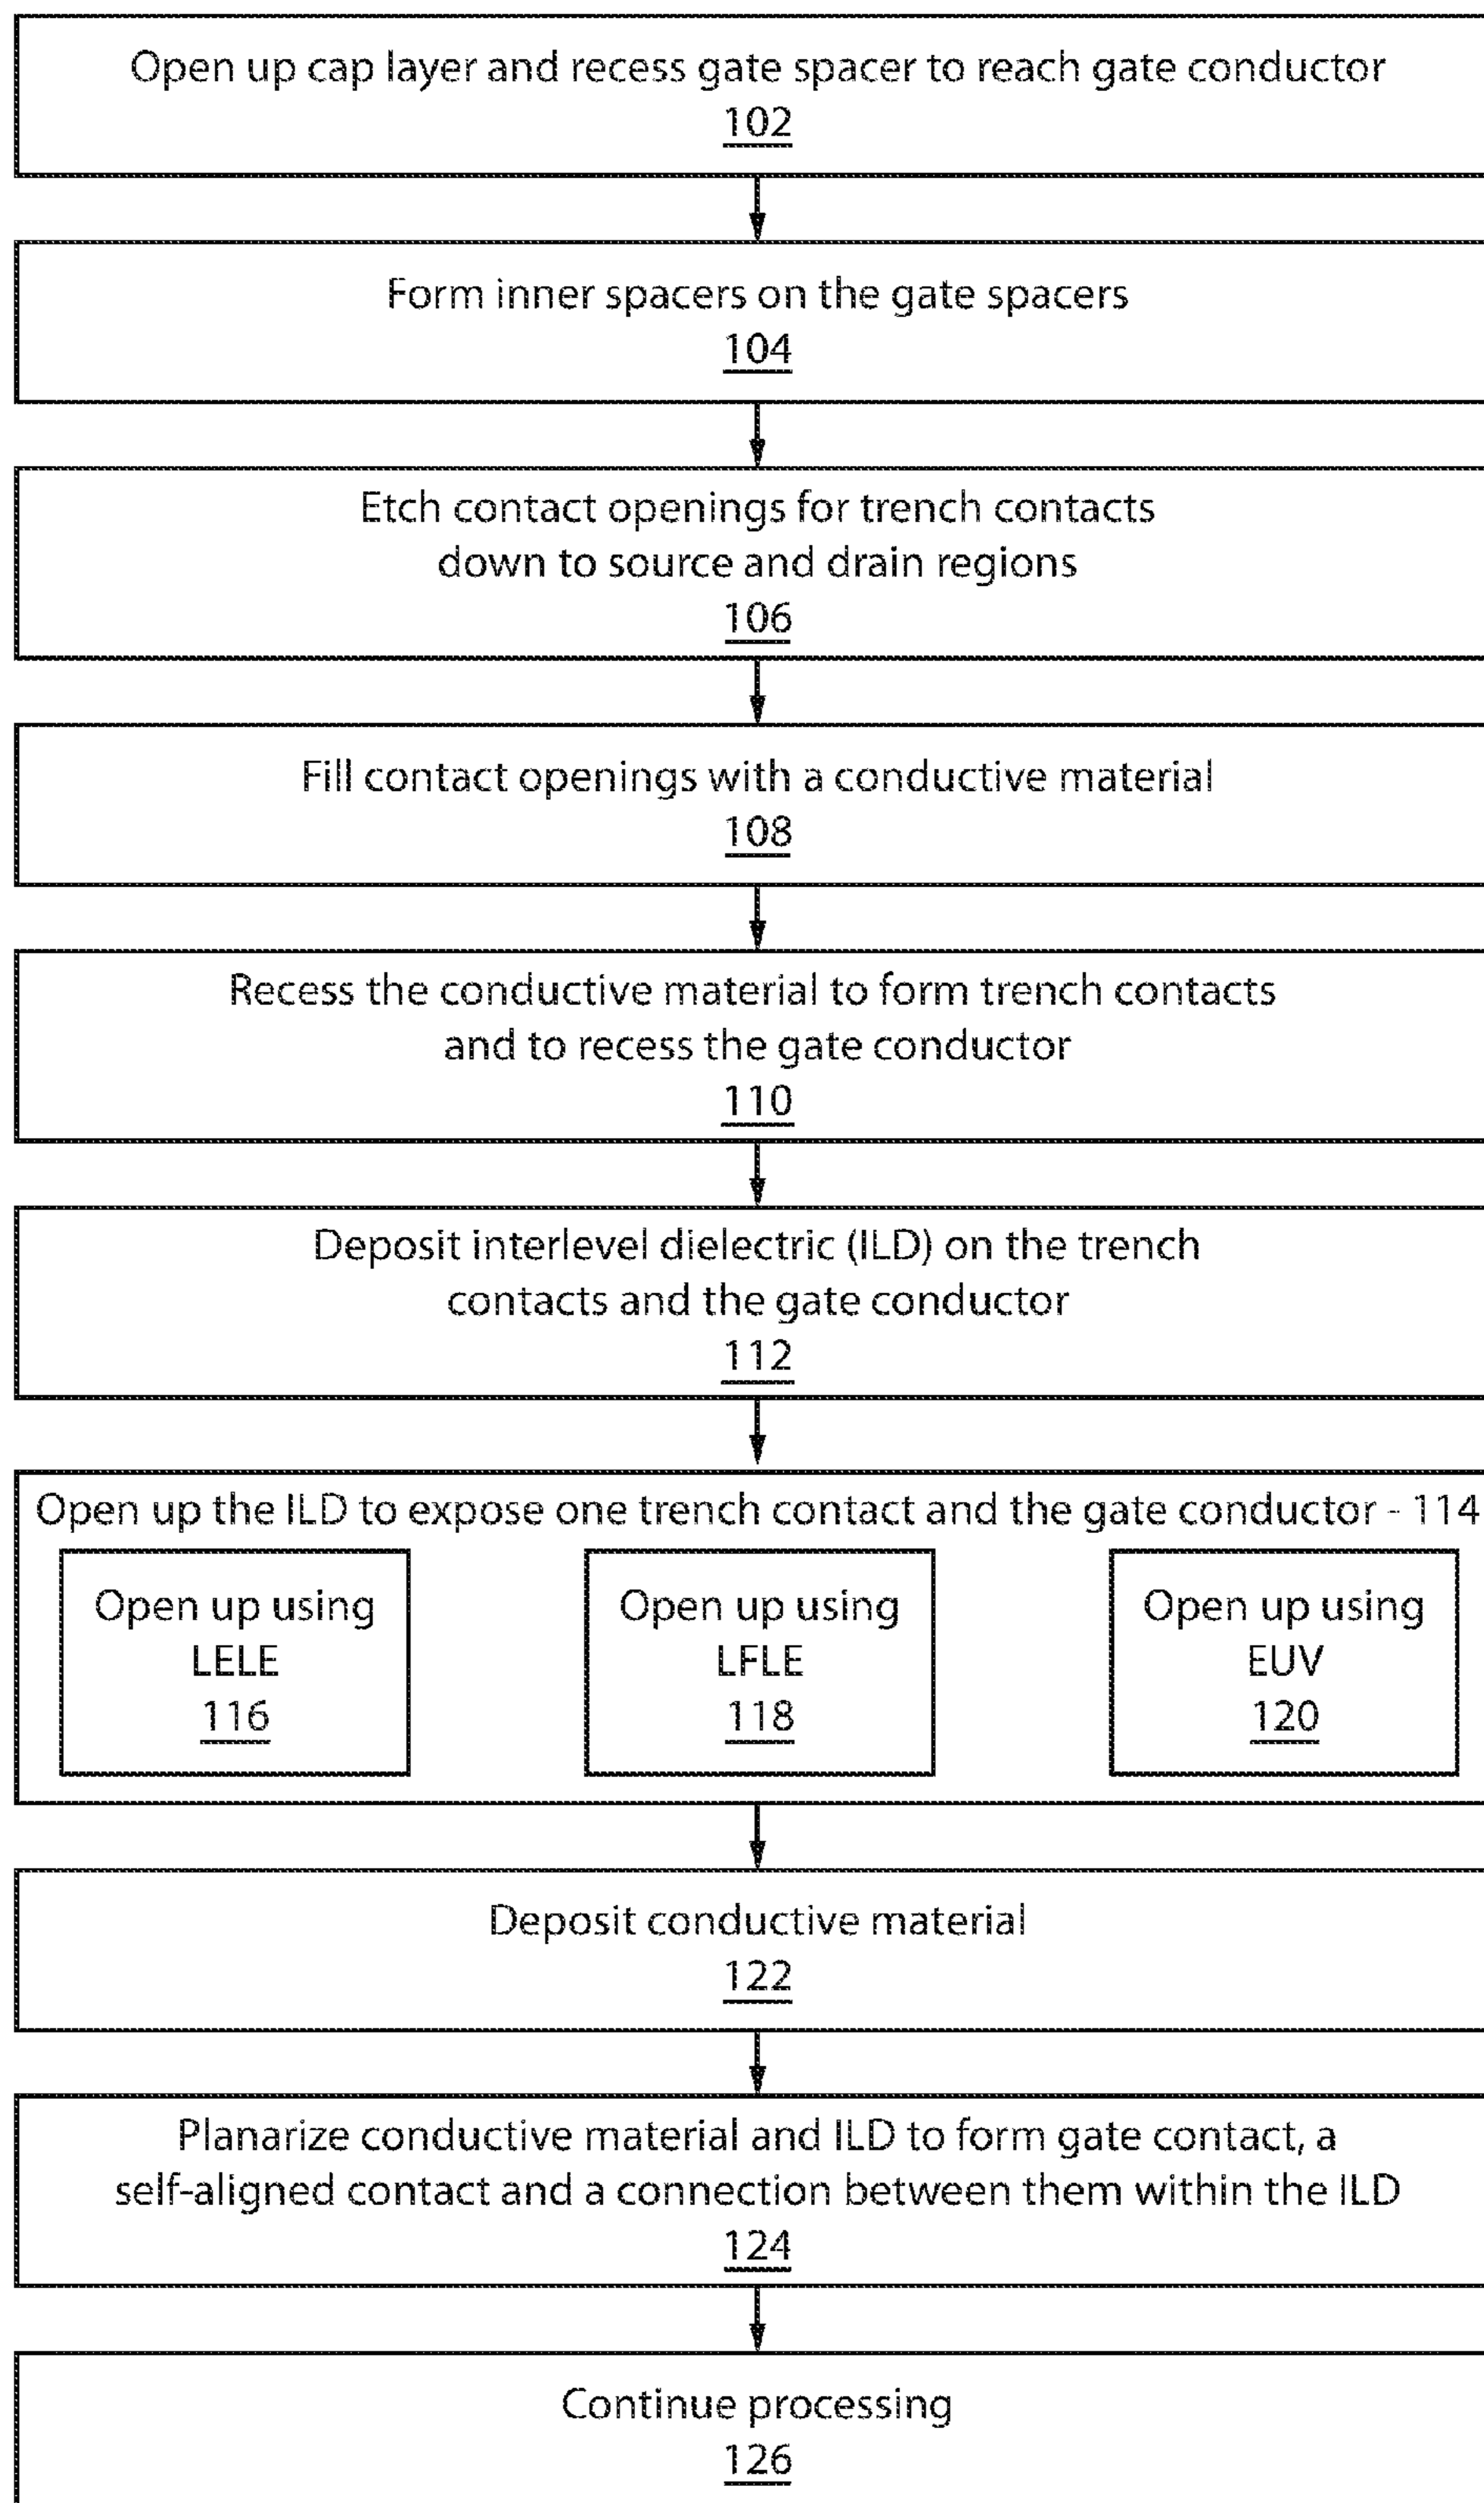 Open up cap layer and recess gate spacer to reach gate conductor
102
Form inner spacers on the gate spacers
104
Etch contact openings for trench contacts
down to source and drain regions
106
Fill contact openings with a conductive material
108
Recess the conductive material to form trench contacts
and to recess the gate conductor
110
Deposit interlevel dielectric (ILD) on the trench
contacts and the gate conductor
112
Open up the ILD to expose one trench contact and the gate conductor - 114
Open up using
LELE
116
Open up using
LFLE
118
Open up using
EUV
120
Deposit conductive material
122
Planarize conductive material and ILD to form gate contact, a
self-aligned contact and a connection between them within the ILD
124
Continue processing
126